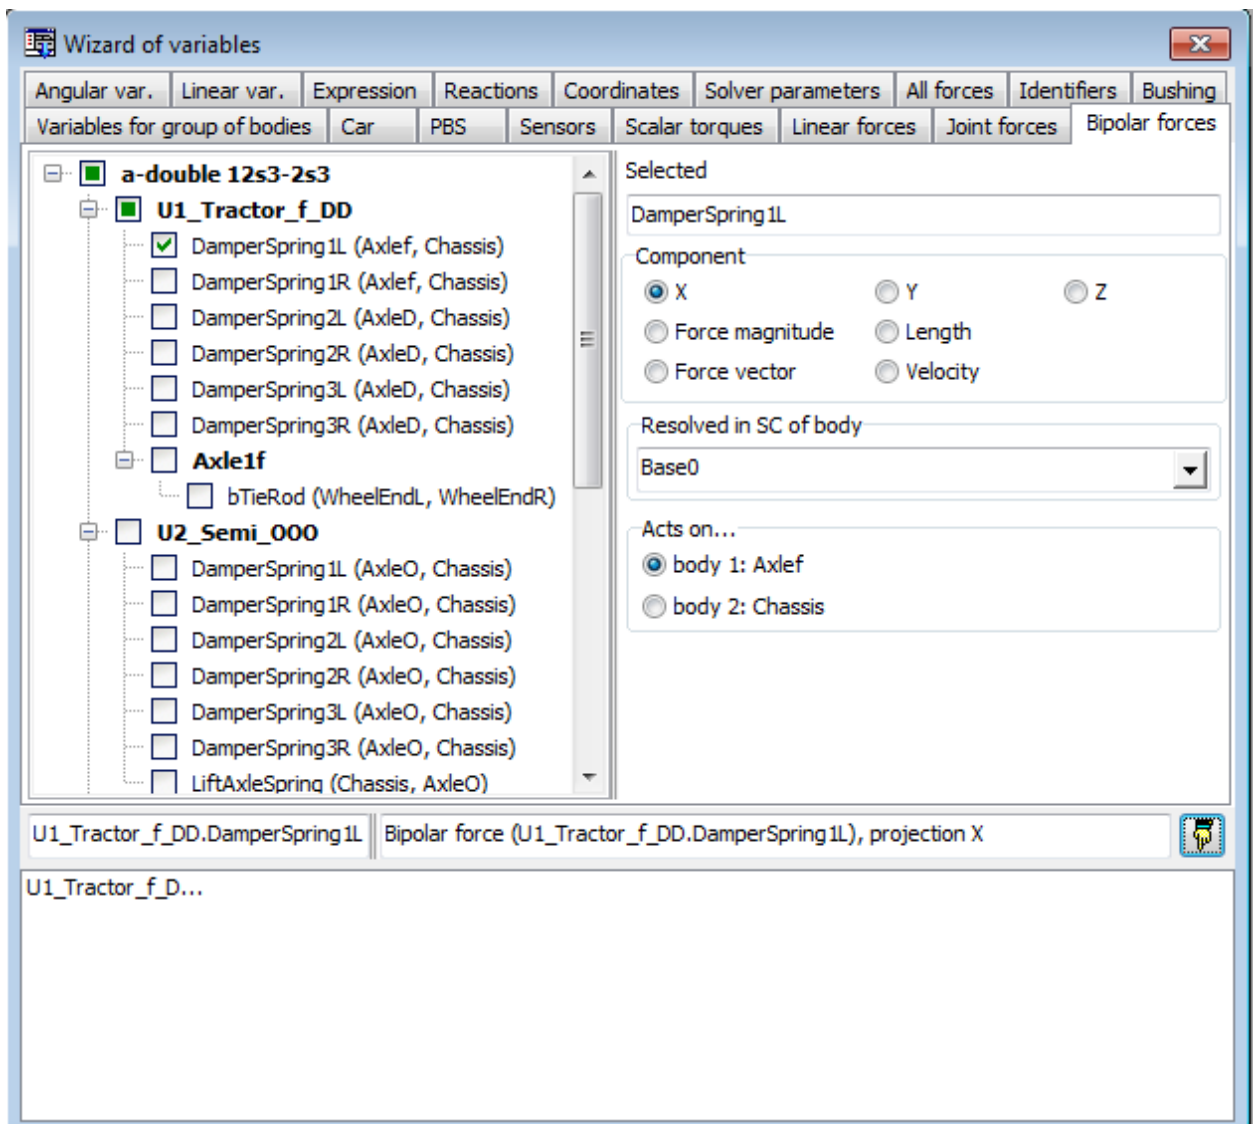 Wizard of variables
Angular var. Linear var. Expression Reactions Coordinates Solver parameters All forces Identifiers Bushing
Variables for group of bodies Car PBS Sensors Scalar torques Linear forces Joint forces Bipolar forces
a-double 12s3-2s3
U1_Tractor_f_DD
DamperSpring1L (Axlef, Chassis)
DamperSpring1R (Axlef, Chassis)
DamperSpring2L (AxleD, Chassis)
DamperSpring2R (AxleD, Chassis)
DamperSpring3L (AxleD, Chassis)
DamperSpring3R (AxleD, Chassis)
Axle1f
bTieRod (WheelEndL, WheelEndR)
U2_Semi_OOO
DamperSpring1L (AxleO, Chassis)
DamperSpring1R (AxleO, Chassis)
DamperSpring2L (AxleO, Chassis)
DamperSpring2R (AxleO, Chassis)
DamperSpring3L (AxleO, Chassis)
DamperSpring3R (AxleO, Chassis)
LiftAxleSpring (Chassis, AxleO)
Selected
DamperSpring1L
Component
X Y Z
Force magnitude Length
Force vector Velocity
Resolved in SC of body
Base0
Acts on...
body 1: Axlef
body 2: Chassis
U1_Tractor_f_DD.DamperSpring1L Bipolar force (U1_Tractor_f_DD.DamperSpring1L), projection X
U1_Tractor_f_D...